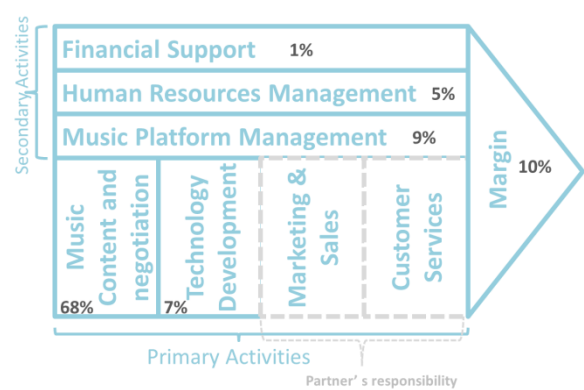 Secondary Activities
Financial Support 1%
Human Resources Management 5%
Music Platform Management 9%
Music
Content and
negotiation
68%
Technology
Development
7%
Marketing &
Sales
Customer
Services
Margin
10%
Primary Activities
Partner’ s responsibility